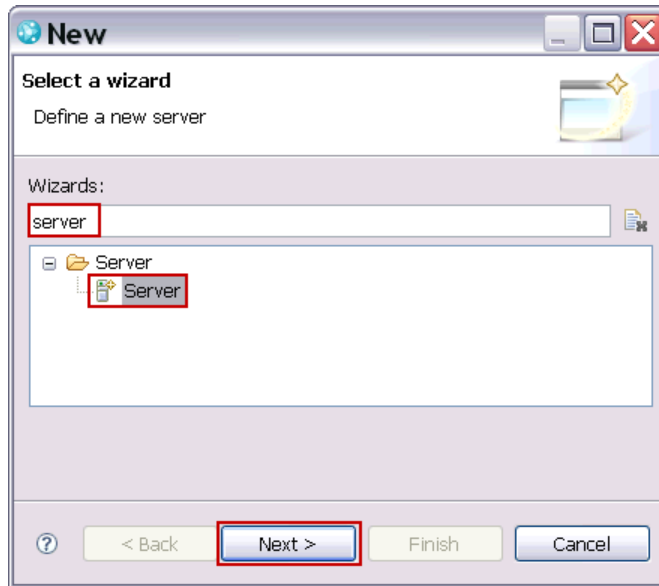 New
Select a wizard
Define a new server
Wizards:
server
Server
Server
< Back Next > Finish Cancel